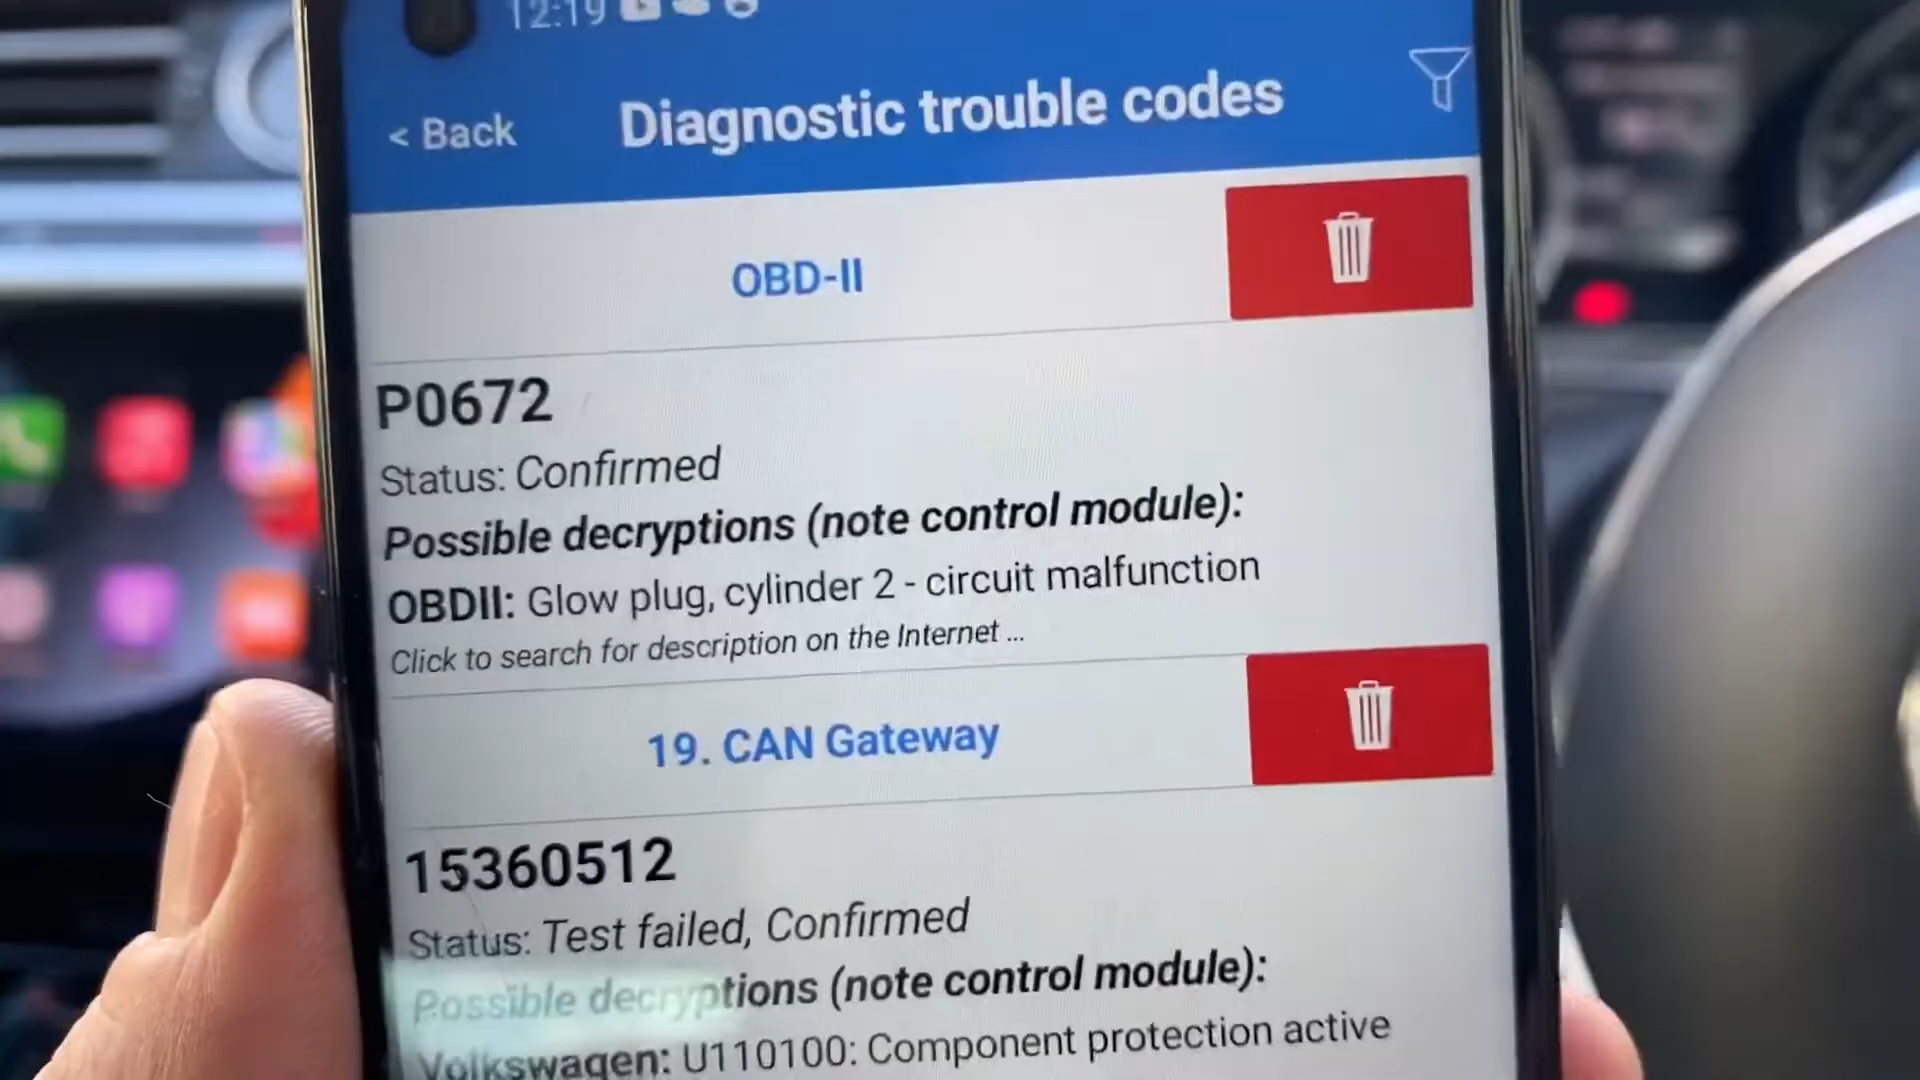 12:19
< Back
Diagnostic trouble codes
OBD-II
P0672
Status: Confirmed
Possible decryptions (note control module):
OBDII: Glow plug, cylinder 2 - circuit malfunction
Click to search for description on the Internet ...
19. CAN Gateway
15360512
Status: Test failed, Confirmed
Possible decryptions (note control module):
Volkswagen: U110100: Component protection active